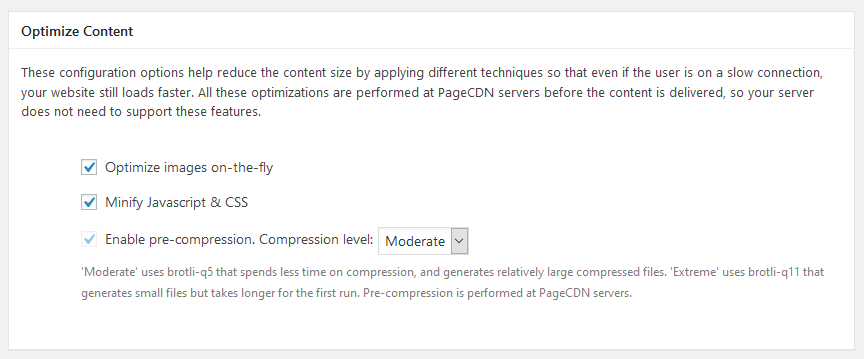 Optimize Content
These configuration options help reduce the content size by applying different techniques so that even if the user is on a slow connection,
your website still loads faster. All these optimizations are performed at PageCDN servers before the content is delivered, so your server
does not need to support these features.
Optimize images on-the-fly
Minify Javascript & CSS
Enable pre-compression. Compression level: Moderate
'Moderate' uses brotli-q5 that spends less time on compression, and generates relatively large compressed files. 'Extreme' uses brotli-q11 that
generates small files but takes longer for the first run. Pre-compression is performed at PageCDN servers.